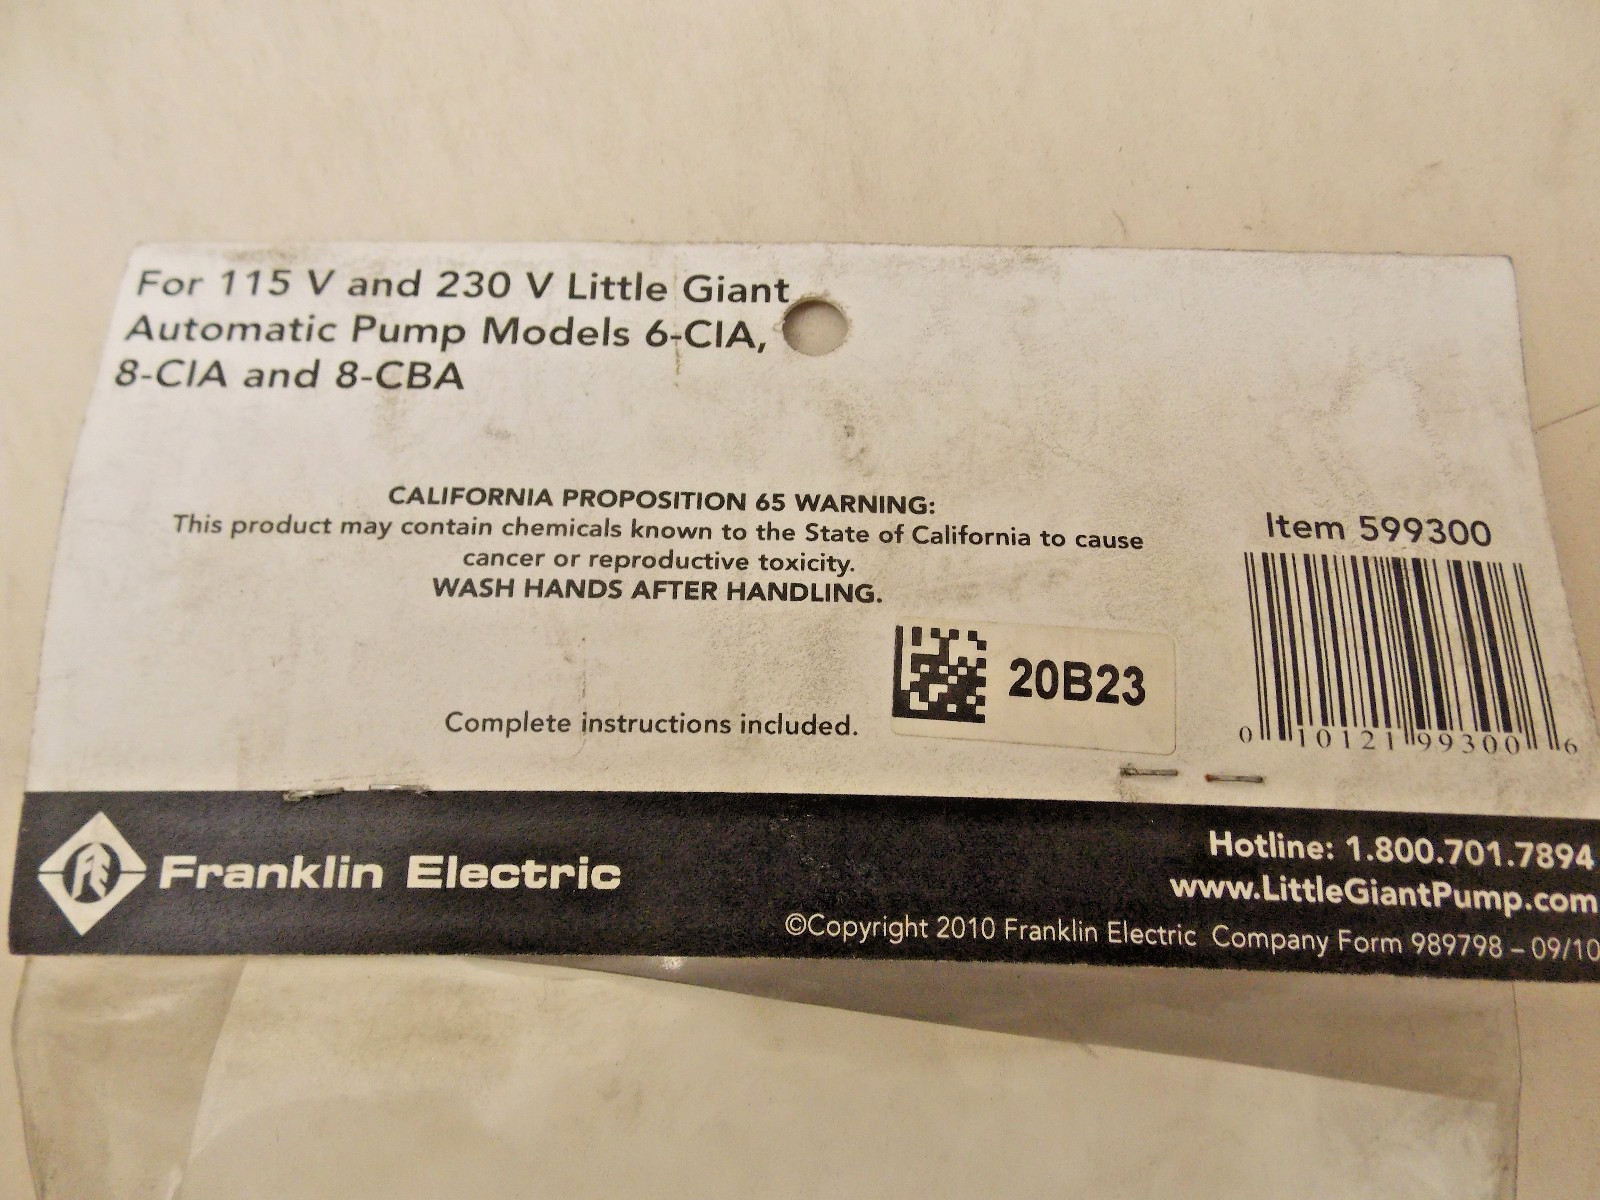 For 115 V and 230 V Little Giant
Automatic Pump Models 6-CIA,
8-CIA and 8-CBA
CALIFORNIA PROPOSITION 65 WARNING:
This product may contain chemicals known to the State of California to cause
cancer or reproductive toxicity.
WASH HANDS AFTER HANDLING.
Item 599300
20B23
Complete instructions included.
0 10121 99300 6
FE
Franklin Electric
Hotline: 1.800.701.7894
www.LittleGiantPump.com
©Copyright 2010 Franklin Electric Company Form 989798 – 09/10